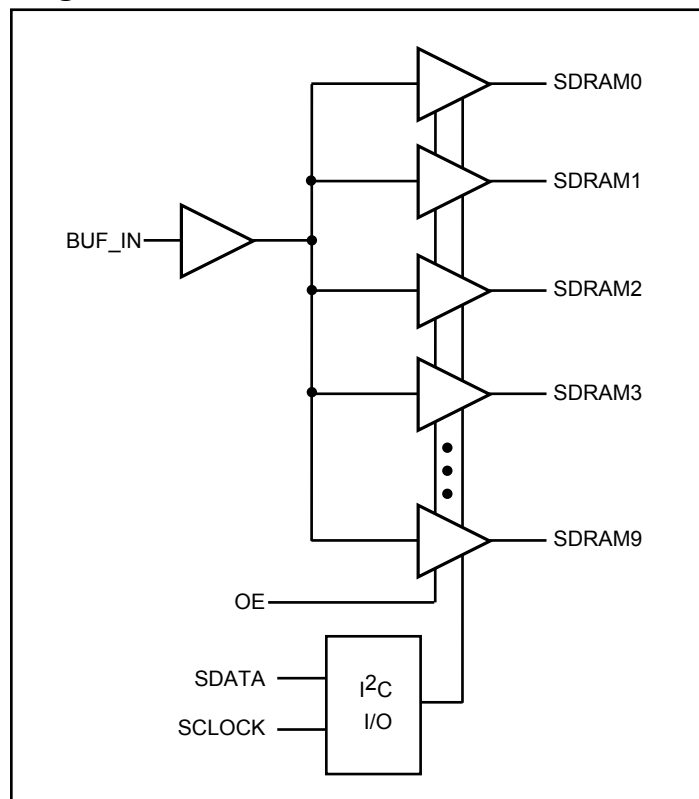 SDRAM0
SDRAM1
BUF_IN
SDRAM2
SDRAM3
SDRAM9
OE
SDATA
I²C
I/O
SCLOCK